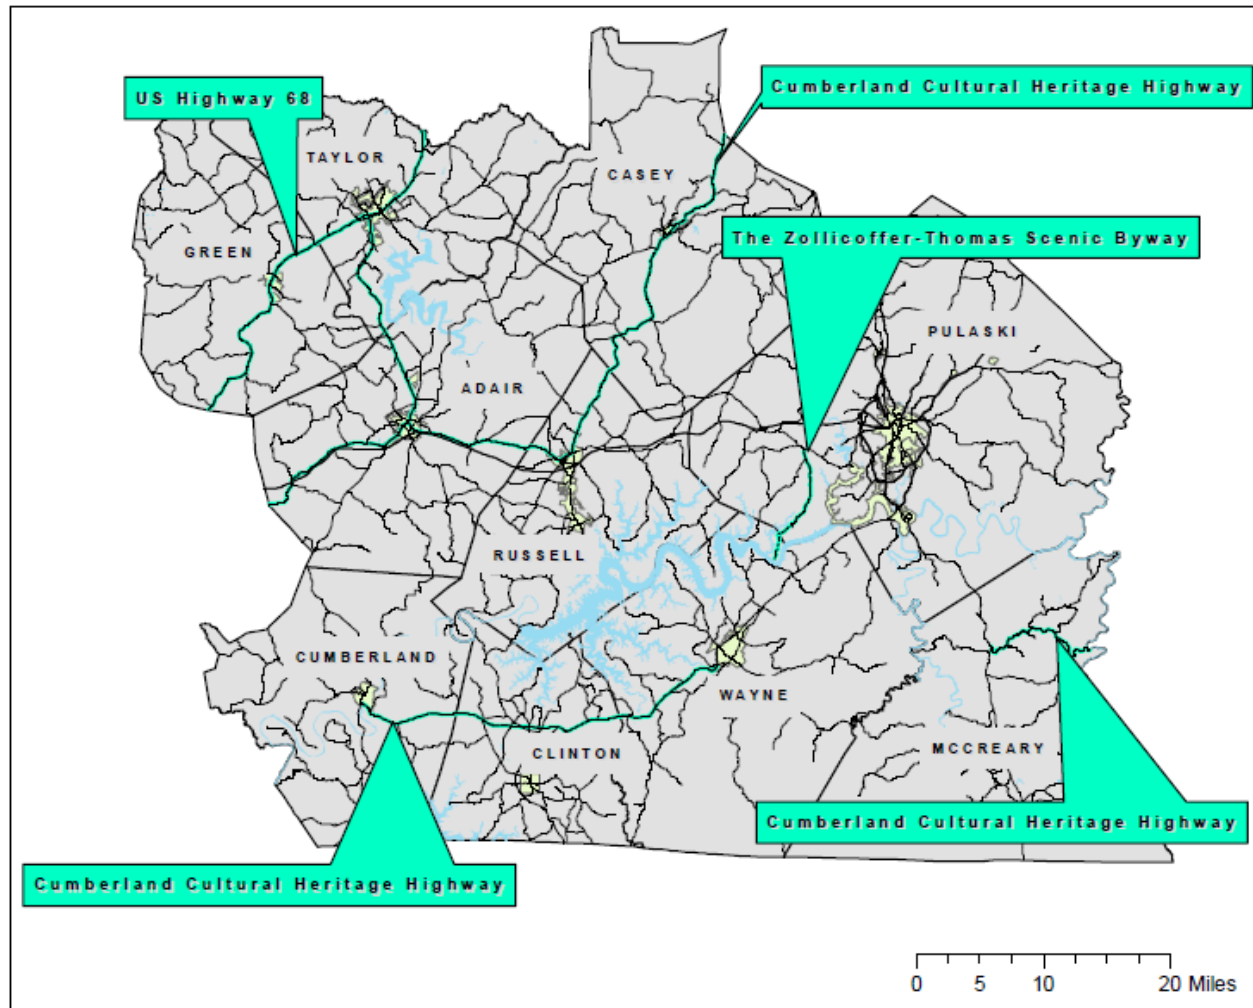 US Highway 68
Cumberland Cultural Heritage Highway
TAYLOR
CASEY
The Zollicoffer-Thomas Scenic Byway
GREEN
PULASKI
ADAIR
RUSSELL
CUMBERLAND
WAYNE
CLINTON
MCCREARY
Cumberland Cultural Heritage Highway
Cumberland Cultural Heritage Highway
0 5 10 20 Miles